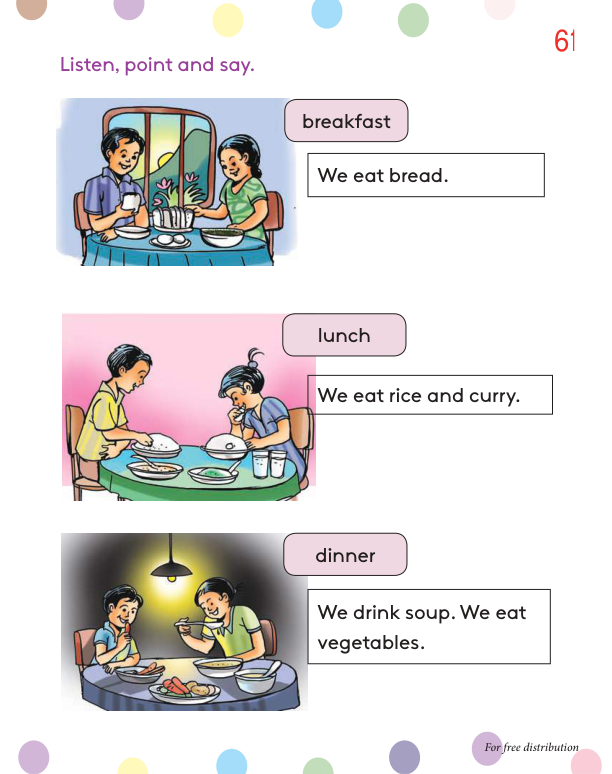 61
Listen, point and say.
breakfast
We eat bread.
lunch
We eat rice and curry.
dinner
We drink soup. We eat
vegetables.
For free distribution